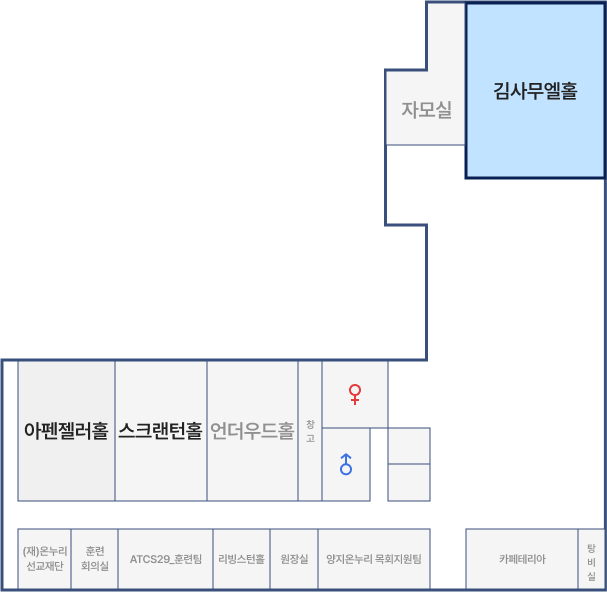 김사무엘홀
자모실
아펜젤러홀
스크랜턴홀
언더우드홀
창
고
(재)온누리
선교재단
훈련
회의실
ATCS29_훈련팀
리빙스턴홀
원장실
양지온누리 목회지원팀
카페테리아
탕
비
실